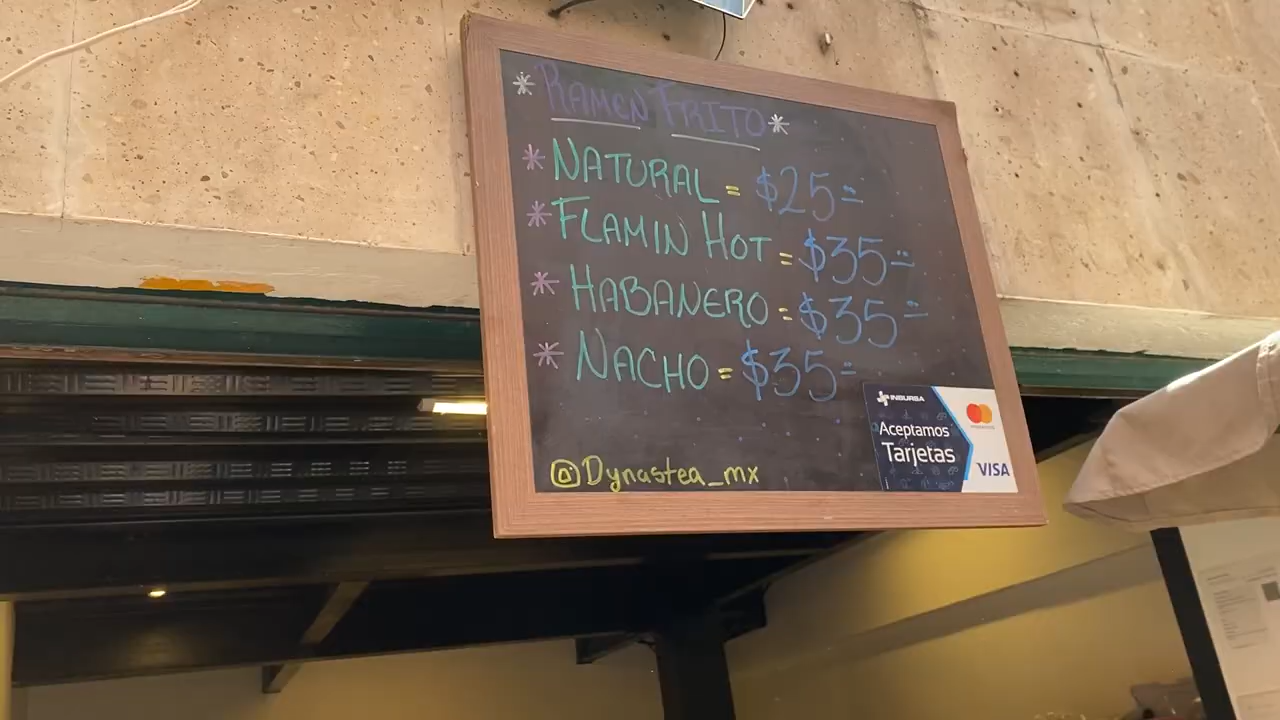 * RAMEN FRITO *
* NATURAL = $25=
* FLAMIN HOT = $35=
* HABANERO = $35=
* NACHO = $35=
INBURSA
Aceptamos
Tarjetas
VISA
@Dynastea_mx